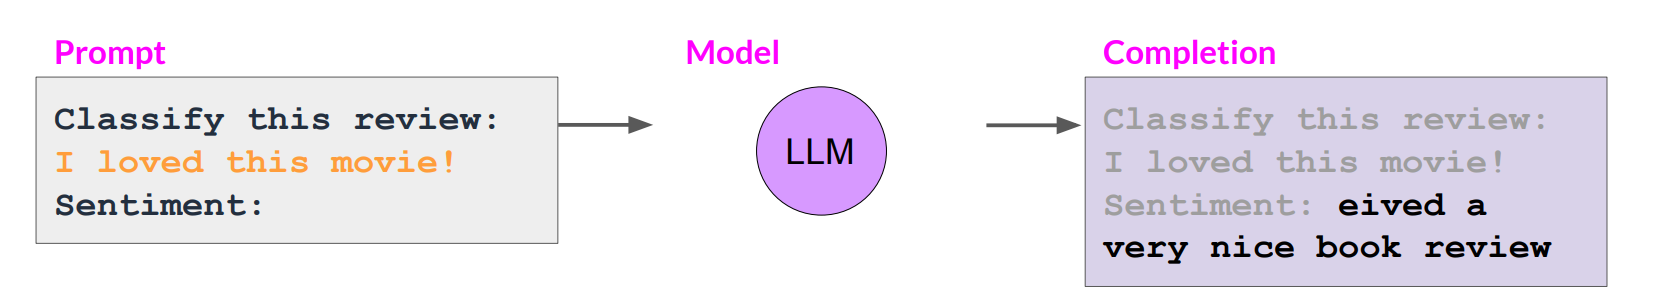 Prompt
Classify this review:
I loved this movie!
Sentiment:
Model
LLM
Completion
Classify this review:
I loved this movie!
Sentiment: eived a
very nice book review